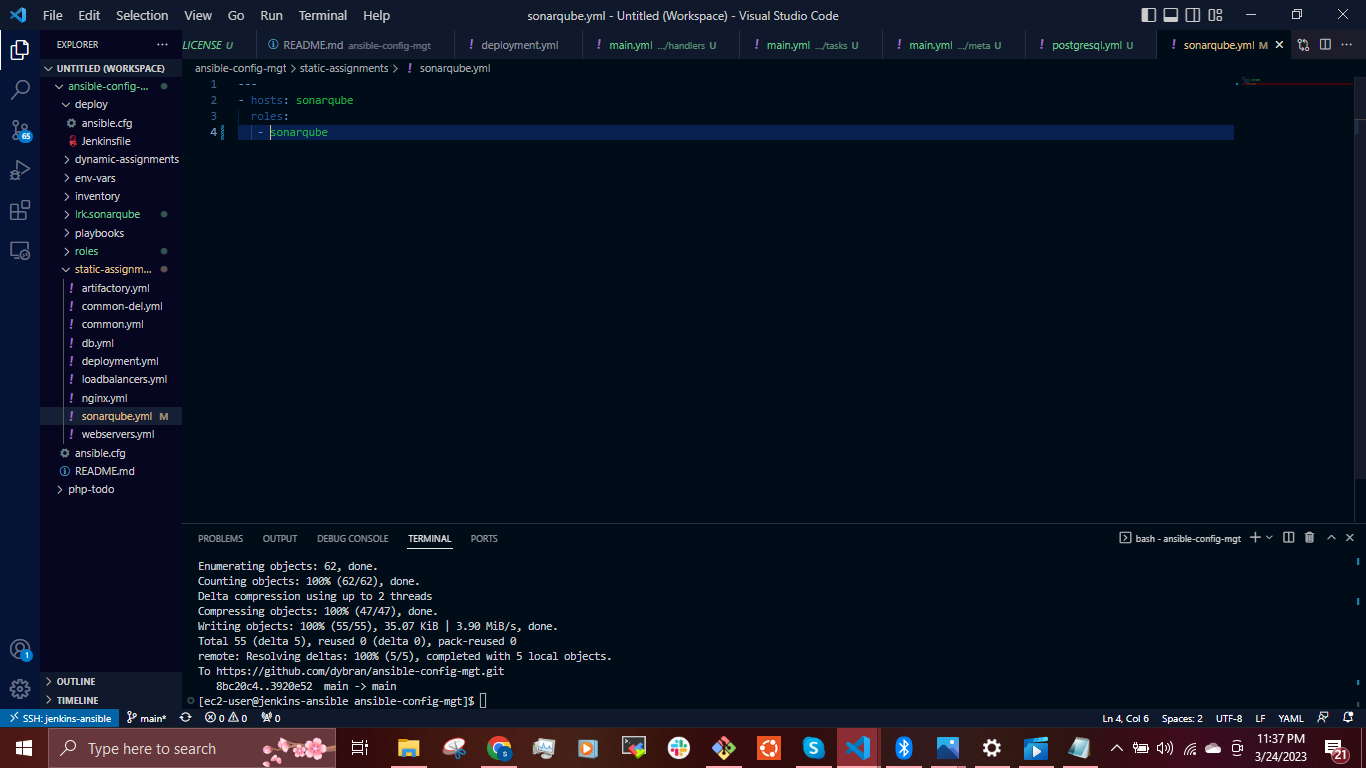 File Edit Selection View Go Run Terminal Help sonarqube.yml - Untitled (Workspace) - Visual Studio Code
EXPLORER
LICENSE U README.md ansible-config-mgt deployment.yml main.yml .../handlers U main.yml .../tasks U main.yml .../meta U postgresql.yml U sonarqube.yml M
ansible-config-mgt > static-assignments > ! sonarqube.yml
UNTITLED (WORKSPACE)
ansible-config-...
deploy
ansible.cfg
Jenkinsfile
dynamic-assignments
env-vars
inventory
lrk.sonarqube
playbooks
roles
static-assignm...
artifactory.yml
common-del.yml
common.yml
db.yml
deployment.yml
loadbalancers.yml
nginx.yml
sonarqube.yml M
webservers.yml
ansible.cfg
README.md
php-todo
OUTLINE
TIMELINE
65
1
1 ---
2 - hosts: sonarqube
3 roles:
4 - sonarqube
PROBLEMS OUTPUT DEBUG CONSOLE TERMINAL PORTS bash - ansible-config-mgt
Enumerating objects: 62, done.
Counting objects: 100% (62/62), done.
Delta compression using up to 2 threads
Compressing objects: 100% (47/47), done.
Writing objects: 100% (55/55), 35.07 KiB | 3.90 MiB/s, done.
Total 55 (delta 5), reused 0 (delta 0), pack-reused 0
remote: Resolving deltas: 100% (5/5), completed with 5 local objects.
To https://github.com/dybran/ansible-config-mgt.git
8bc20c4..3920e52 main -> main
[ec2-user@jenkins-ansible ansible-config-mgt]$
SSH: jenkins-ansible main* 0 0 0 Ln 4, Col 6 Spaces: 2 UTF-8 LF YAML
Type here to search
11:37 PM
3/24/2023
21